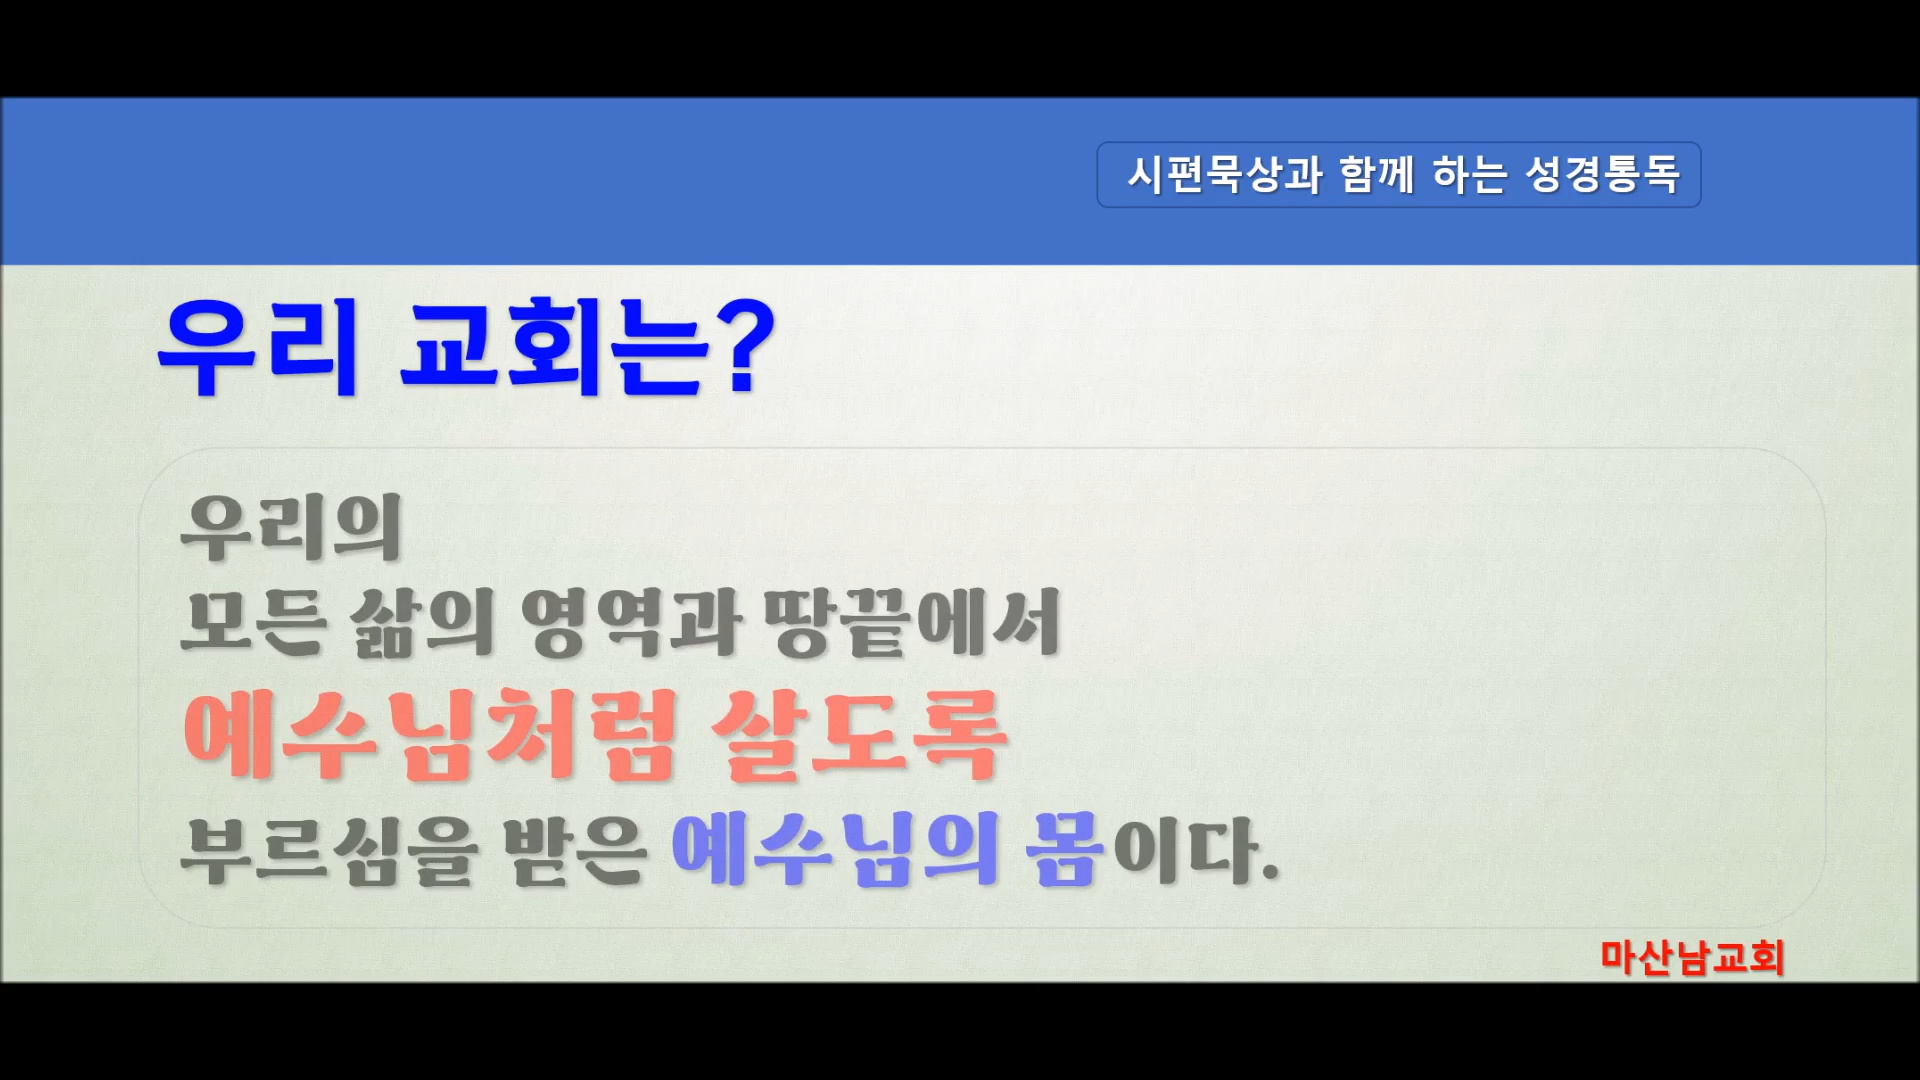 시편묵상과 함께 하는 성경통독
우리 교회는?
우리의
모든 삶의 영역과 땅끝에서
예수님처럼 살도록
부르심을 받은 예수님의 몸이다.
마산남교회